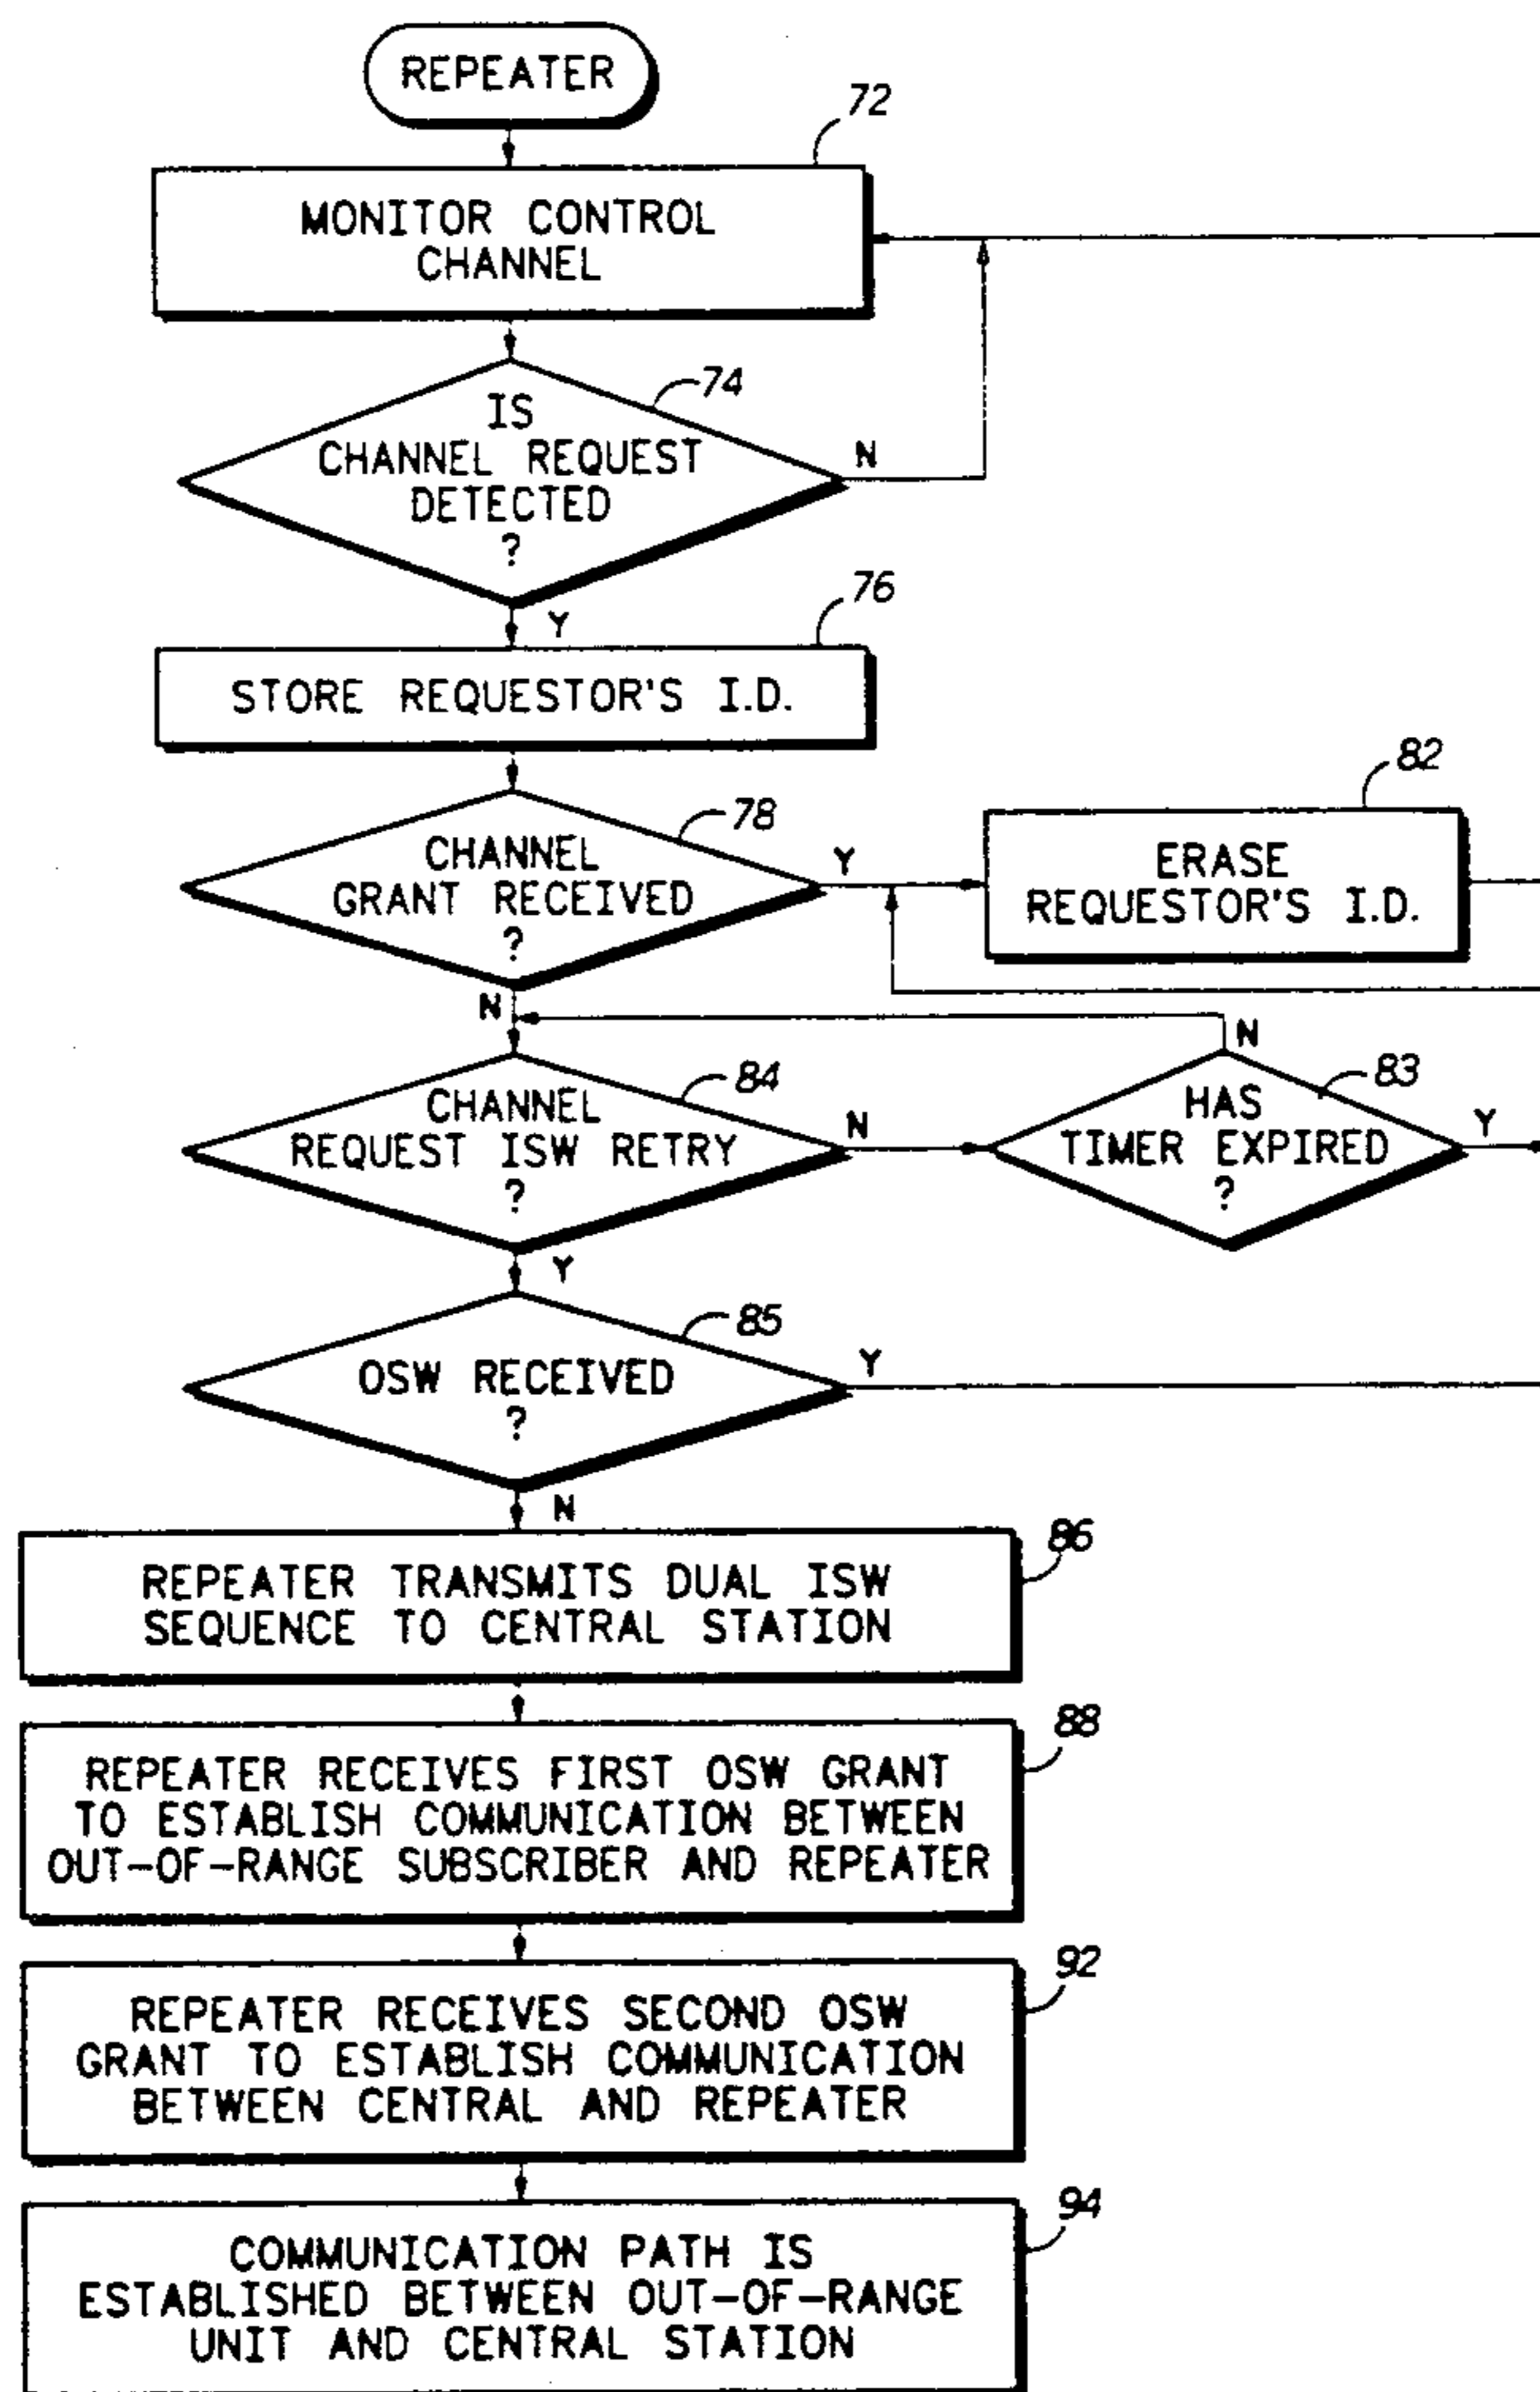 REPEATER
72
MONITOR CONTROL
CHANNEL
74
IS
CHANNEL REQUEST
DETECTED
?
N
Y
76
STORE REQUESTOR'S I.D.
78
CHANNEL
GRANT RECEIVED
?
Y
82
ERASE
REQUESTOR'S I.D.
N
84
CHANNEL
REQUEST ISW RETRY
?
N
N
83
HAS
TIMER EXPIRED
?
Y
Y
85
OSW RECEIVED
?
Y
N
86
REPEATER TRANSMITS DUAL ISW
SEQUENCE TO CENTRAL STATION
88
REPEATER RECEIVES FIRST OSW GRANT
TO ESTABLISH COMMUNICATION BETWEEN
OUT-OF-RANGE SUBSCRIBER AND REPEATER
92
REPEATER RECEIVES SECOND OSW
GRANT TO ESTABLISH COMMUNICATION
BETWEEN CENTRAL AND REPEATER
94
COMMUNICATION PATH IS
ESTABLISHED BETWEEN OUT-OF-RANGE
UNIT AND CENTRAL STATION